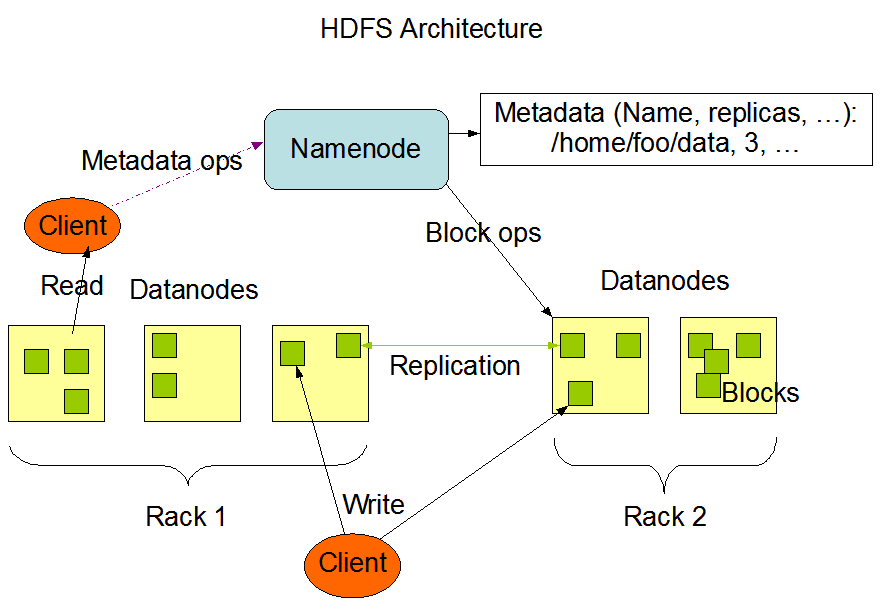 HDFS Architecture
Metadata (Name, replicas, …):
/home/foo/data, 3, …
Namenode
Metadata ops
Client
Block ops
Read
Datanodes
Datanodes
Replication
Blocks
Rack 1
Write
Rack 2
Client